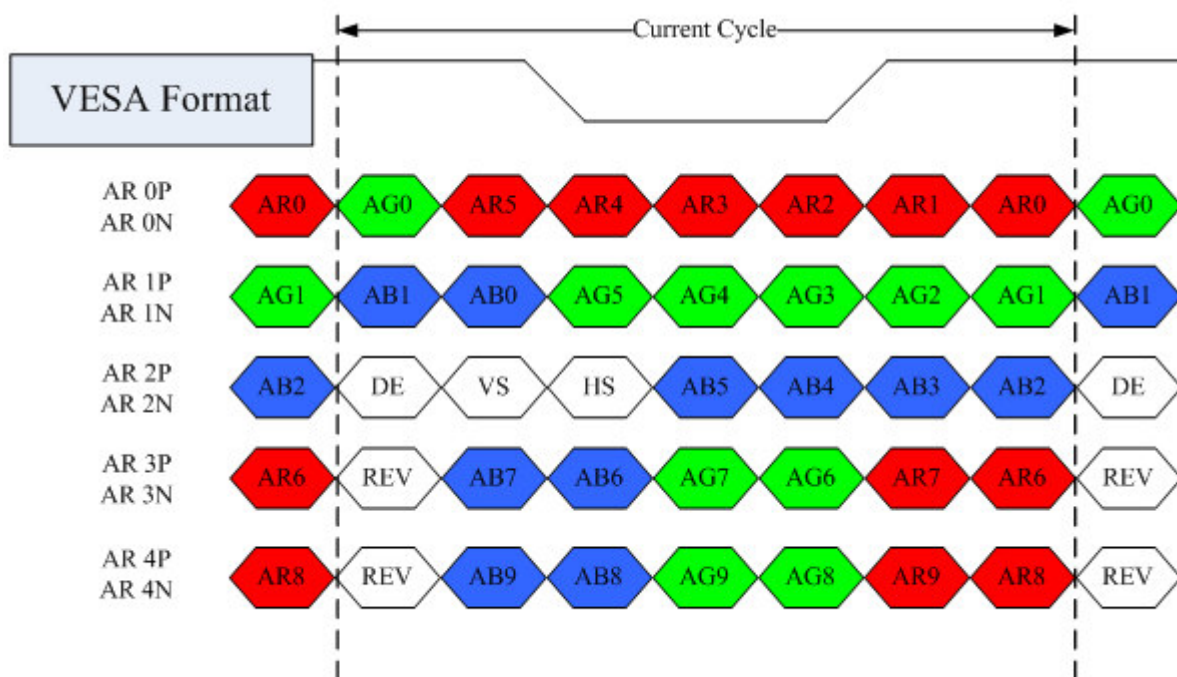 Current Cycle
VESA Format
AR 0P
AR 0N
AR0 AG0 AR5 AR4 AR3 AR2 AR1 AR0 AG0
AR 1P
AR 1N
AG1 AB1 AB0 AG5 AG4 AG3 AG2 AG1 AB1
AR 2P
AR 2N
AB2 DE VS HS AB5 AB4 AB3 AB2 DE
AR 3P
AR 3N
AR6 REV AB7 AB6 AG7 AG6 AR7 AR6 REV
AR 4P
AR 4N
AR8 REV AB9 AB8 AG9 AG8 AR9 AR8 REV